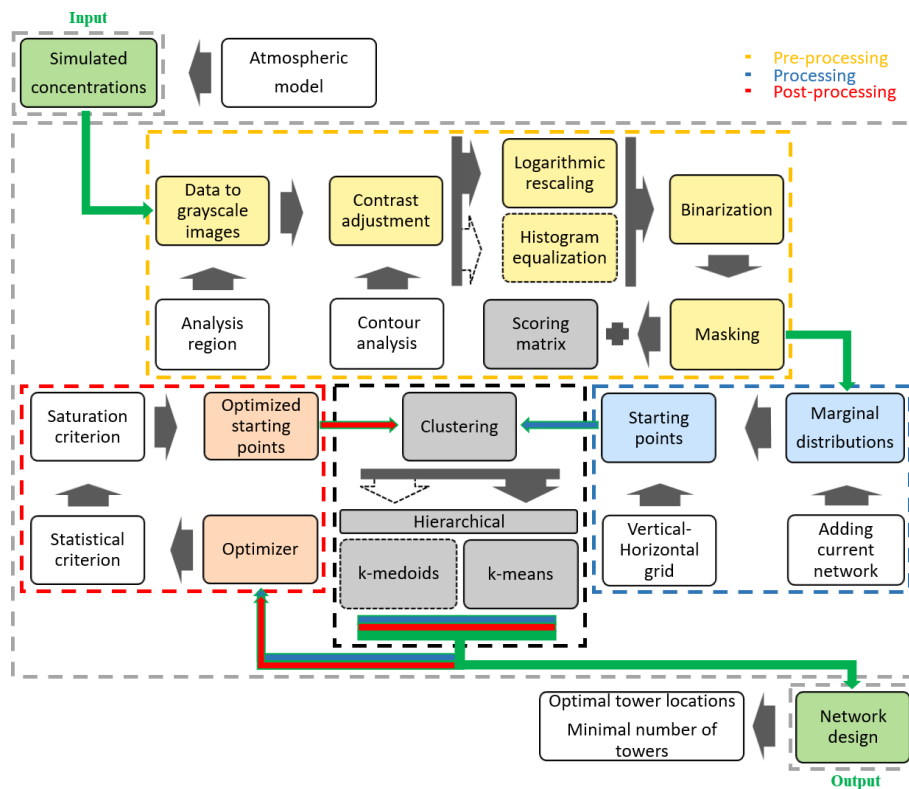 Input
Simulated
concentrations
Atmospheric
model
Pre-processing
Processing
Post-processing
Data to
grayscale
images
Contrast
adjustment
Logarithmic
rescaling
Histogram
equalization
Binarization
Analysis
region
Contour
analysis
Scoring
matrix
Masking
Saturation
criterion
Optimized
starting
points
Clustering
Starting
points
Marginal
distributions
Statistical
criterion
Optimizer
Hierarchical
k-medoids
k-means
Vertical-
Horizontal
grid
Adding
current
network
Optimal tower locations
Minimal number of
towers
Network
design
Output